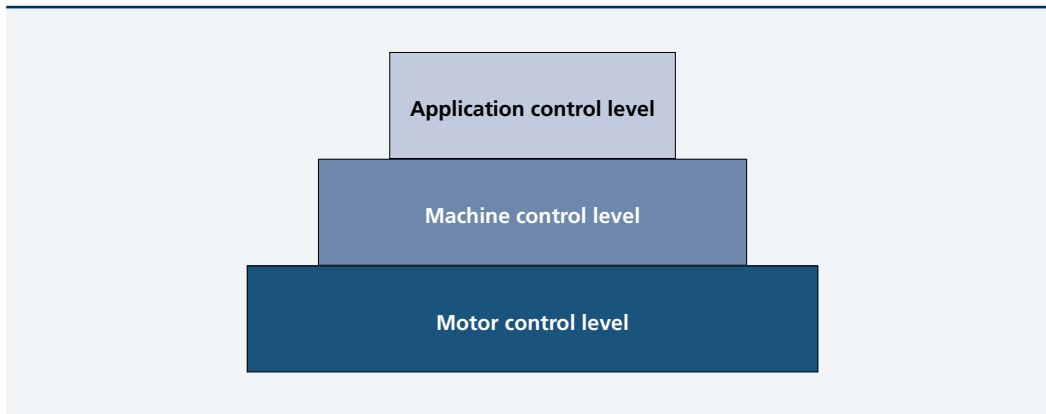 Application control level
Machine control level
Motor control level